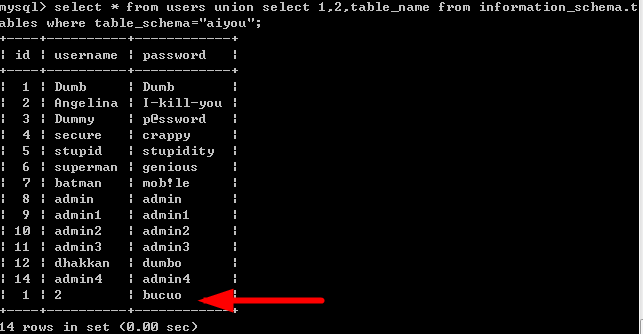 mysql> select * from users union select 1,2,table_name from information_schema.t
ables where table_schema="aiyou";
+----+----------+------------+
¦ id ¦ username ¦ password   ¦
+----+----------+------------+
¦  1 ¦ Dumb     ¦ Dumb       ¦
¦  2 ¦ Angelina ¦ I-kill-you ¦
¦  3 ¦ Dummy    ¦ p@ssword   ¦
¦  4 ¦ secure   ¦ crappy     ¦
¦  5 ¦ stupid   ¦ stupidity  ¦
¦  6 ¦ superman ¦ genious    ¦
¦  7 ¦ batman   ¦ mob!le     ¦
¦  8 ¦ admin    ¦ admin      ¦
¦  9 ¦ admin1   ¦ admin1     ¦
¦ 10 ¦ admin2   ¦ admin2     ¦
¦ 11 ¦ admin3   ¦ admin3     ¦
¦ 12 ¦ dhakkan  ¦ dumbo      ¦
¦ 14 ¦ admin4   ¦ admin4     ¦
¦  1 ¦ 2        ¦ bucuo      ¦
+----+----------+------------+
14 rows in set (0.00 sec)